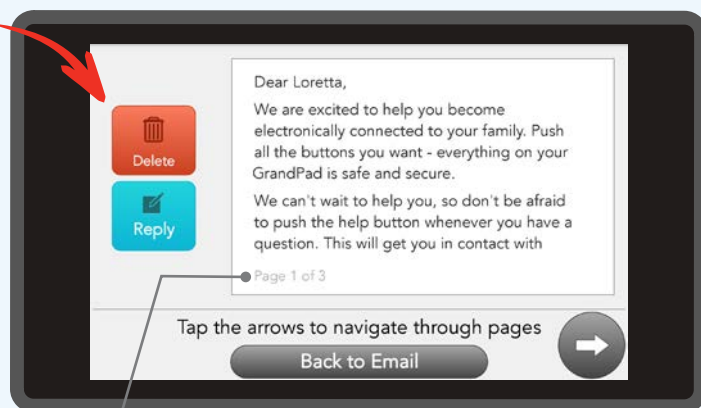 Delete
Reply
Dear Loretta,
We are excited to help you become
electronically connected to your family. Push
all the buttons you want - everything on your
GrandPad is safe and secure.
We can't wait to help you, so don't be afraid
to push the help button whenever you have a
question. This will get you in contact with
Page 1 of 3
Tap the arrows to navigate through pages
Back to Email